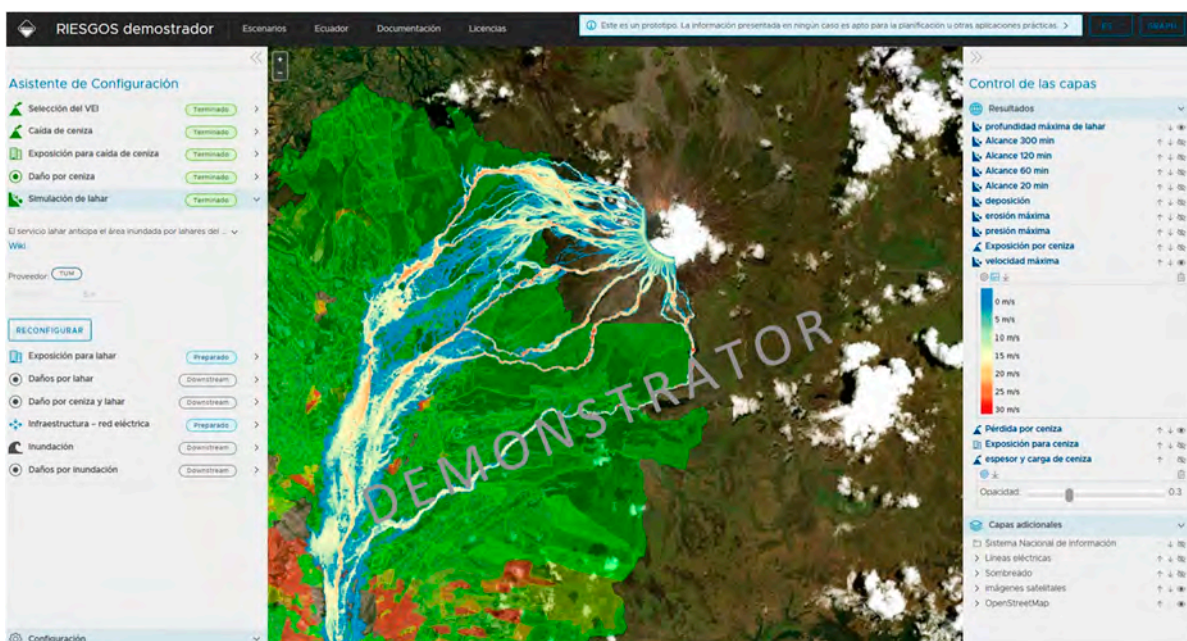 RIESGOS demostrador
Escenarios
Ecuador
Documentación
Licencias
Este es un prototipo. La información presentada en ningún caso es apto para la planificación u otras aplicaciones prácticas.
ES
GRAPH
Asistente de Configuración
Selección del VEI
Terminado
Caída de ceniza
Terminado
Exposición para caída de ceniza
Terminado
Daño por ceniza
Terminado
Simulación de lahar
Terminado
El servicio lahar anticipa el área inundada por lahares del ...
Wiki
Proveedor: TUM
RECONFIGURAR
Exposición para lahar
Preparado
Daños por lahar
Downstream
Daño por ceniza y lahar
Downstream
Infraestructura – red eléctrica
Preparado
Inundación
Downstream
Daños por inundación
Downstream
Configuración
DEMONSTRATOR
Control de las capas
Resultados
profundidad máxima de lahar
Alcance 300 min
Alcance 120 min
Alcance 60 min
Alcance 20 min
deposición
erosión máxima
presión máxima
Exposición por ceniza
velocidad máxima
0 m/s
5 m/s
10 m/s
15 m/s
20 m/s
25 m/s
30 m/s
Pérdida por ceniza
Exposición para ceniza
espesor y carga de ceniza
Opacidad: 0.3
Capas adicionales
Sistema Nacional de Información
Líneas eléctricas
Sombreado
Imágenes satelitales
OpenStreetMap